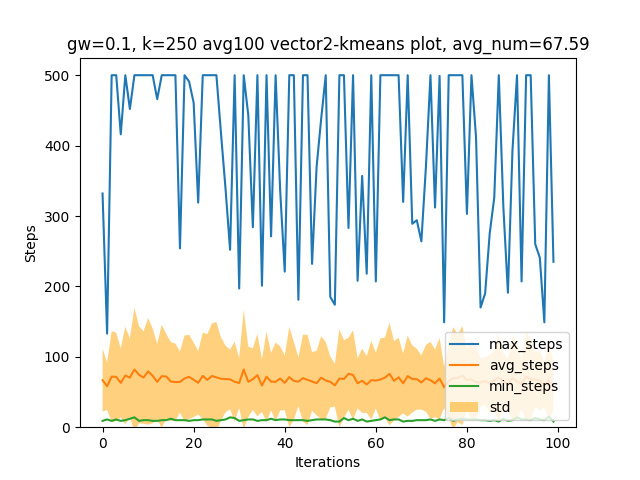 gw=0.1, k=250 avg100 vector2-kmeans plot, avg_num=67.59
500
400
300
200
100
0
Steps
max_steps
avg_steps
min_steps
std
0 20 40 60 80 100
Iterations